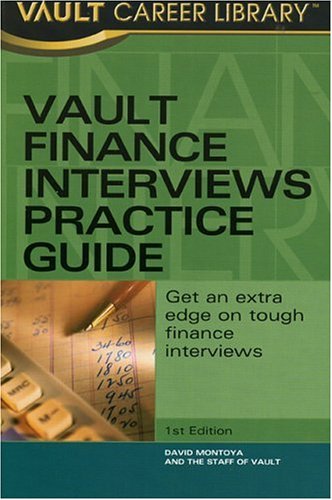 VAULT CAREER LIBRARY™
VAULT
FINANCE
INTERVIEWS
PRACTICE
GUIDE
Get an extra
edge on tough
finance
interviews
1st Edition
DAVID MONTOYA
AND THE STAFF OF VAULT